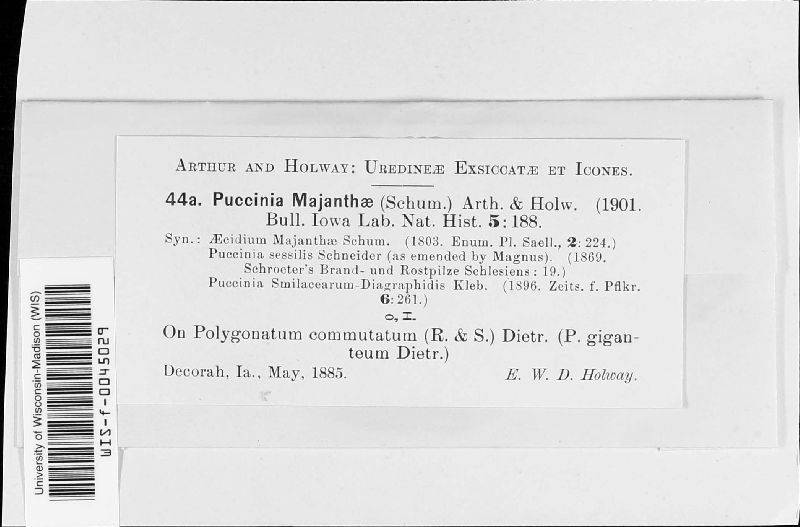 ARTHUR AND HOLWAY: UREDINEÆ EXSICCATÆ ET ICONES.
44a. Puccinia Majanthæ (Schum.) Arth. & Holw. (1901.
Bull. Iowa Lab. Nat. Hist. 5: 188.
Syn.: Æcidium Majanthæ Schum. (1803. Enum. Pl. Saell., 2: 224.)
Puccinia sessilis Schneider (as emended by Magnus). (1869.
Schroeter's Brand- und Rostpilze Schlesiens: 19.)
Puccinia Smilacearum-Diagraphidis Kleb. (1896. Zeits. f. Pflkr.
6: 261.)
O, I.
On Polygonatum commutatum (R. & S.) Dietr. (P. gigan-
teum Dietr.)
Decorah, Ia., May, 1885. E. W. D. Holway.
University of Wisconsin-Madison (WIS)
WIS-f-0045029